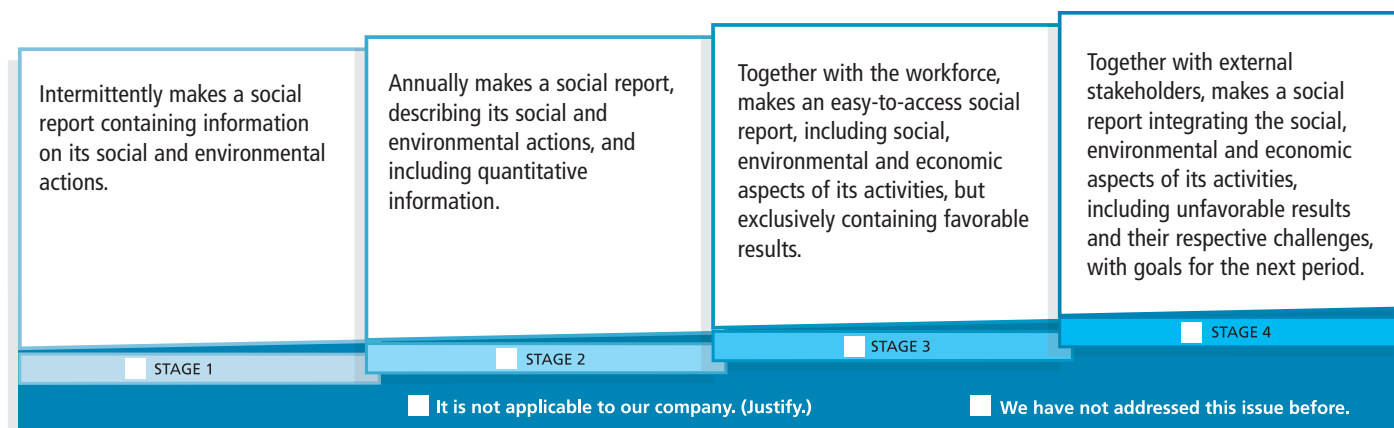 Intermittently makes a social
report containing information
on its social and environmental
actions.
STAGE 1
Annually makes a social report,
describing its social and
environmental actions, and
including quantitative
information.
STAGE 2
Together with the workforce,
makes an easy-to-access social
report, including social,
environmental and economic
aspects of its activities, but
exclusively containing favorable
results.
STAGE 3
Together with external
stakeholders, makes a social
report integrating the social,
environmental and economic
aspects of its activities,
including unfavorable results
and their respective challenges,
with goals for the next period.
STAGE 4
It is not applicable to our company. (Justify.)
We have not addressed this issue before.